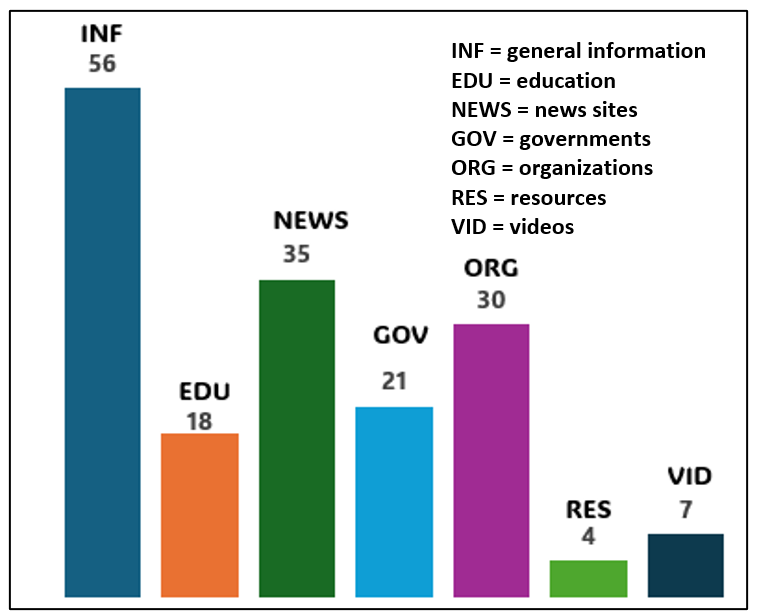 INF
56
INF = general information
EDU = education
NEWS = news sites
GOV = governments
ORG = organizations
RES = resources
VID = videos
NEWS
35
ORG
30
GOV
21
EDU
18
VID
7
RES
4